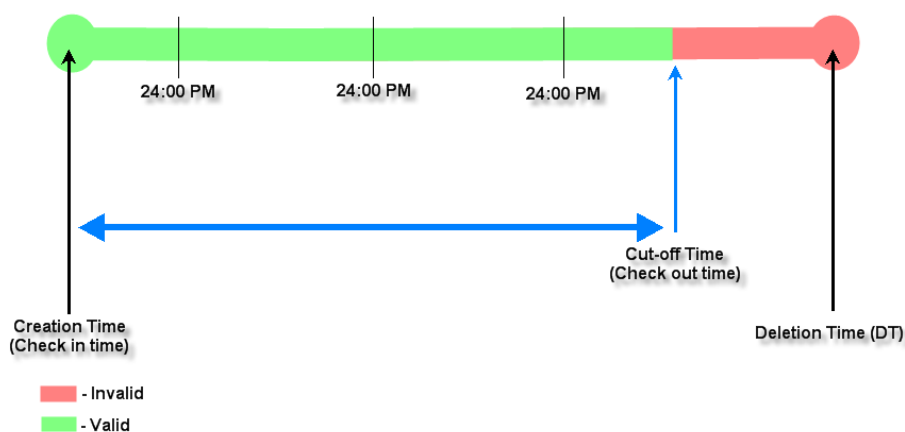 24:00 PM
24:00 PM
24:00 PM
Cut-off Time
(Check out time)
Creation Time
(Check in time)
Deletion Time (DT)
- Invalid
- Valid